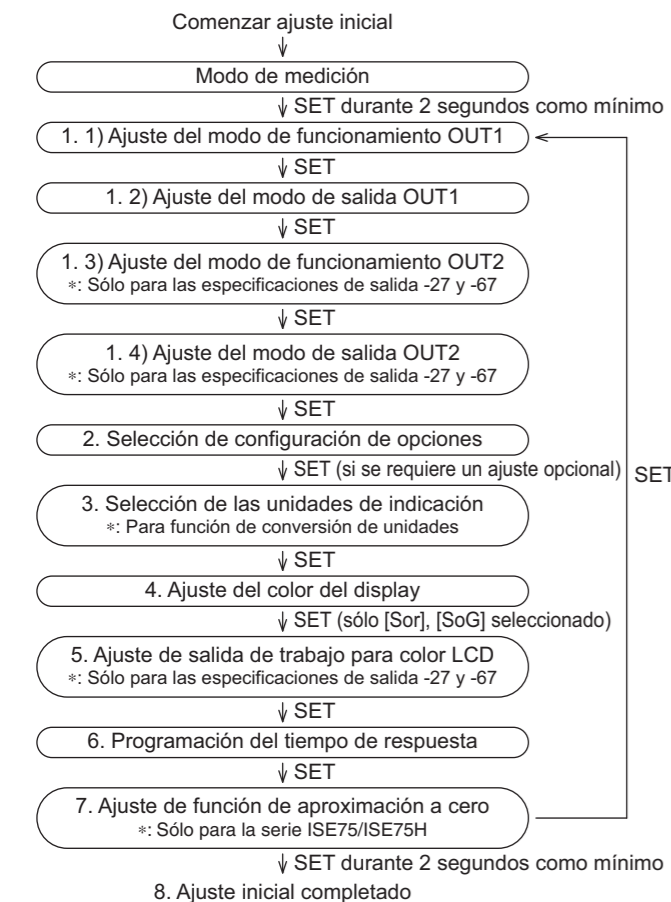 Comenzar ajuste inicial
Modo de medición
SET durante 2 segundos como mínimo
1. 1) Ajuste del modo de funcionamiento OUT1
SET
1. 2) Ajuste del modo de salida OUT1
SET
1. 3) Ajuste del modo de funcionamiento OUT2
*: Sólo para las especificaciones de salida -27 y -67
SET
1. 4) Ajuste del modo de salida OUT2
*: Sólo para las especificaciones de salida -27 y -67
SET
2. Selección de configuración de opciones
SET (si se requiere un ajuste opcional)
SET
3. Selección de las unidades de indicación
*: Para función de conversión de unidades
SET
4. Ajuste del color del display
SET (sólo [Sor], [SoG] seleccionado)
5. Ajuste de salida de trabajo para color LCD
*: Sólo para las especificaciones de salida -27 y -67
SET
6. Programación del tiempo de respuesta
SET
7. Ajuste de función de aproximación a cero
*: Sólo para la serie ISE75/ISE75H
SET durante 2 segundos como mínimo
8. Ajuste inicial completado